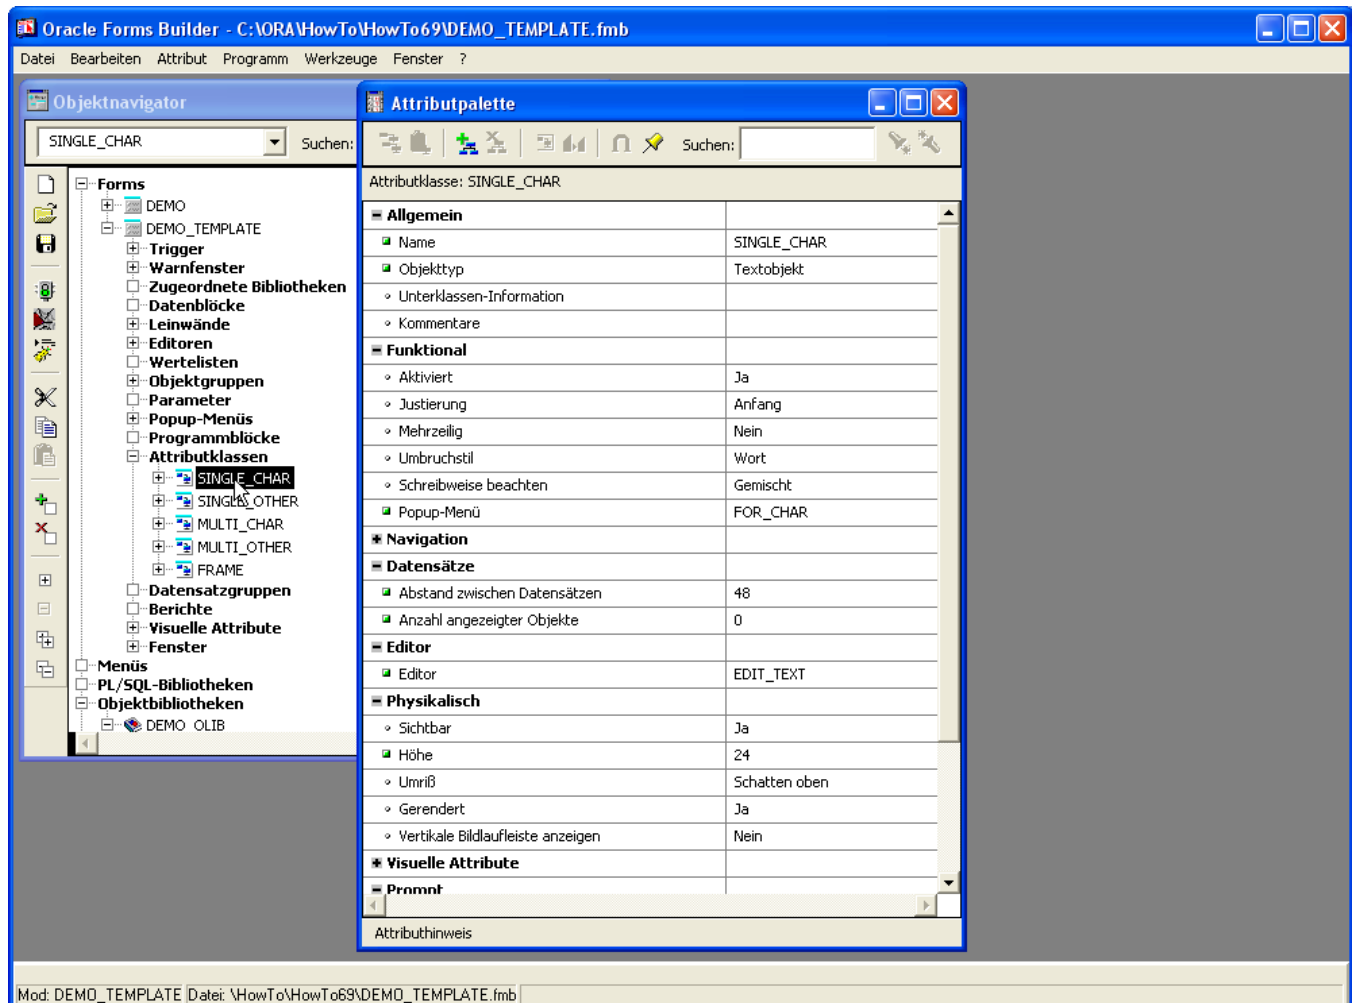 Oracle Forms Builder - C:\ORA\HowTo\HowTo69\DEMO_TEMPLATE.fmb
Datei Bearbeiten Attribut Programm Werkzeuge Fenster ?
Objektnavigator
SINGLE_CHAR Suchen:
Forms
DEMO
DEMO_TEMPLATE
Trigger
Warnfenster
Zugeordnete Bibliotheken
Datenblöcke
Leinwände
Editoren
Wertelisten
Objektgruppen
Parameter
Popup-Menüs
Programmblöcke
Attributklassen
SINGLE_CHAR
SINGLE_OTHER
MULTI_CHAR
MULTI_OTHER
FRAME
Datensatzgruppen
Berichte
Visuelle Attribute
Fenster
Menüs
PL/SQL-Bibliotheken
Objektbibliotheken
DEMO_OLIB
Attributpalette
Suchen:
Attributklasse: SINGLE_CHAR
Allgemein
Name SINGLE_CHAR
Objekttyp Textobjekt
Unterklassen-Information
Kommentare
Funktional
Aktiviert Ja
Justierung Anfang
Mehrzeilig Nein
Umbruchstil Wort
Schreibweise beachten Gemischt
Popup-Menü FOR_CHAR
Navigation
Datensätze
Abstand zwischen Datensätzen 48
Anzahl angezeigter Objekte 0
Editor
Editor EDIT_TEXT
Physikalisch
Sichtbar Ja
Höhe 24
Umriß Schatten oben
Gerendert Ja
Vertikale Bildlaufleiste anzeigen Nein
Visuelle Attribute
Prompt
Attributhinweis
Mod: DEMO_TEMPLATE Datei: \HowTo\HowTo69\DEMO_TEMPLATE.fmb